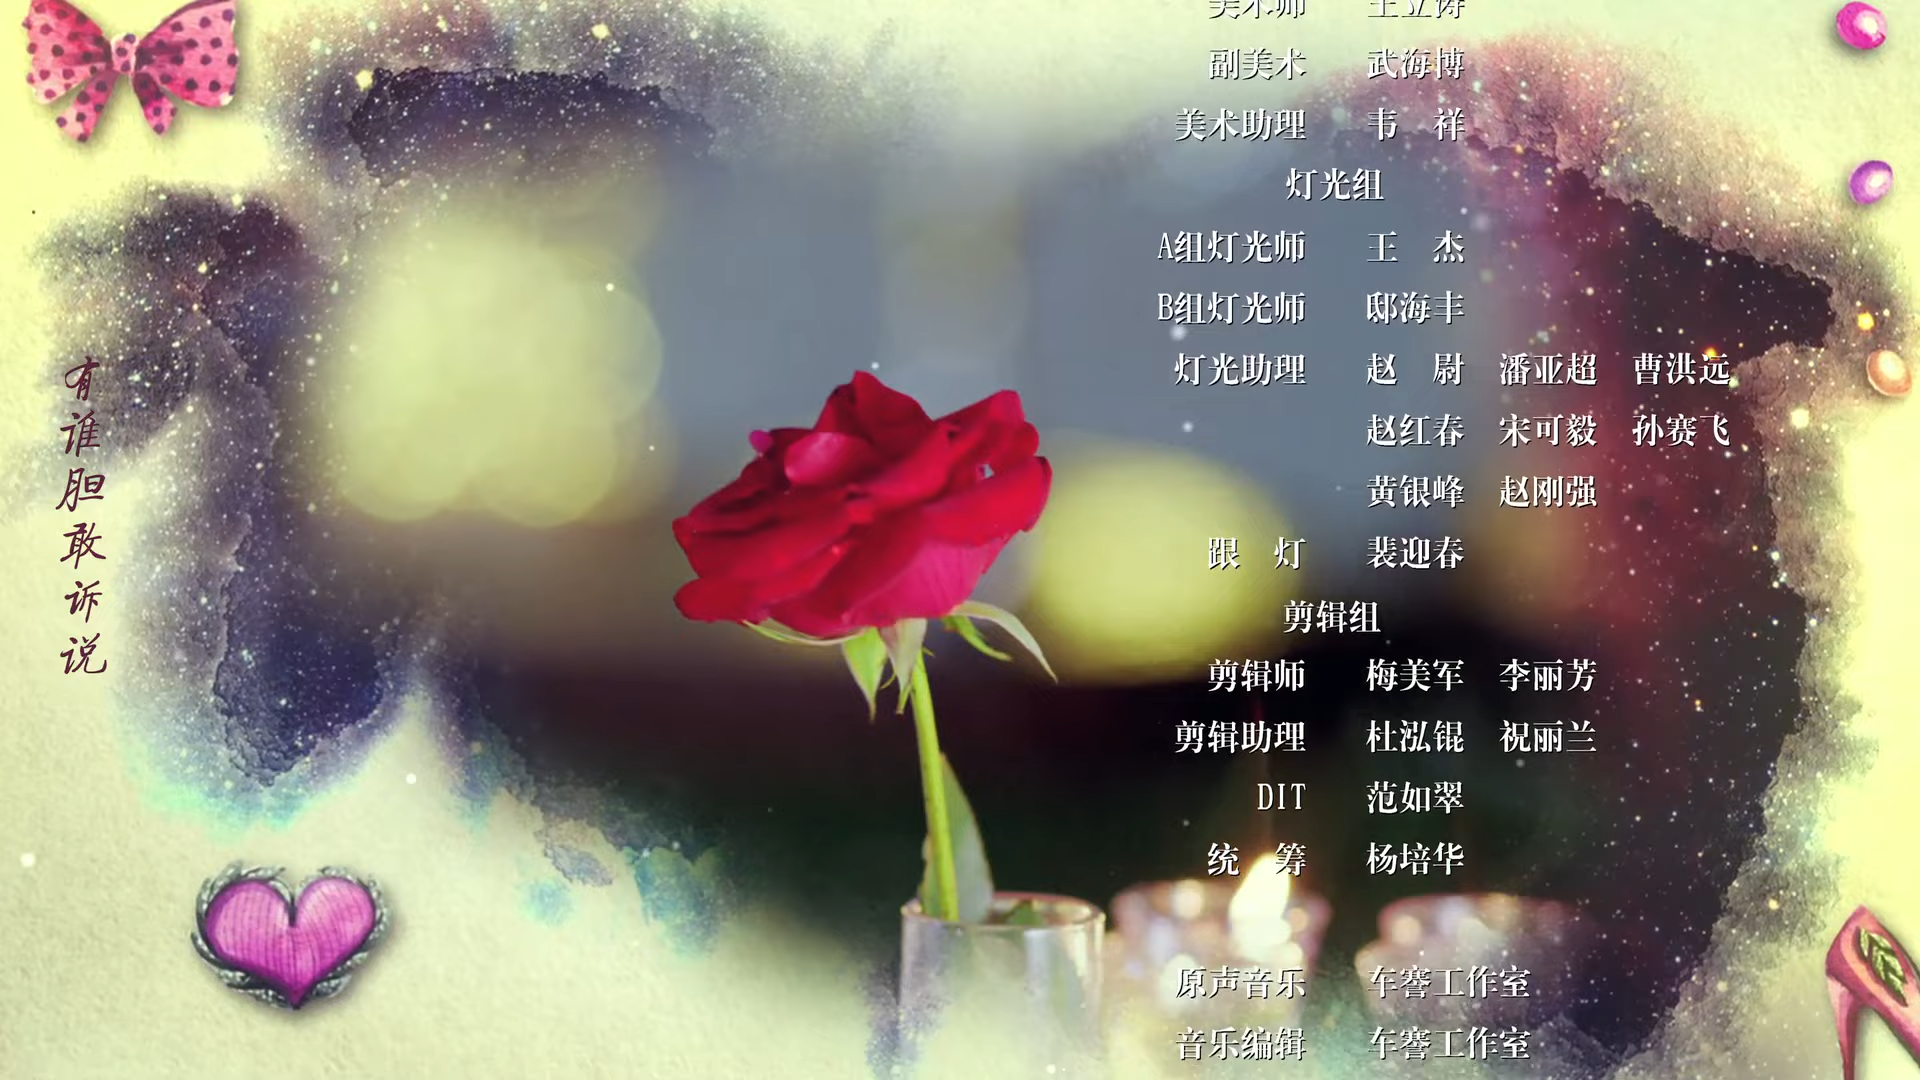 美术师 王立涛
副美术 武海博
美术助理 韦 祥
灯光组
A组灯光师 王 杰
B组灯光师 邸海丰
灯光助理 赵 尉 潘亚超 曹洪远
赵红春 宋可毅 孙赛飞
黄银峰 赵刚强
跟 灯 裴迎春
剪辑组
剪辑师 梅美军 李丽芳
剪辑助理 杜泓锟 祝丽兰
DIT 范如翠
统 筹 杨培华
原声音乐 车謇工作室
音乐编辑 车謇工作室
有谁胆敢诉说